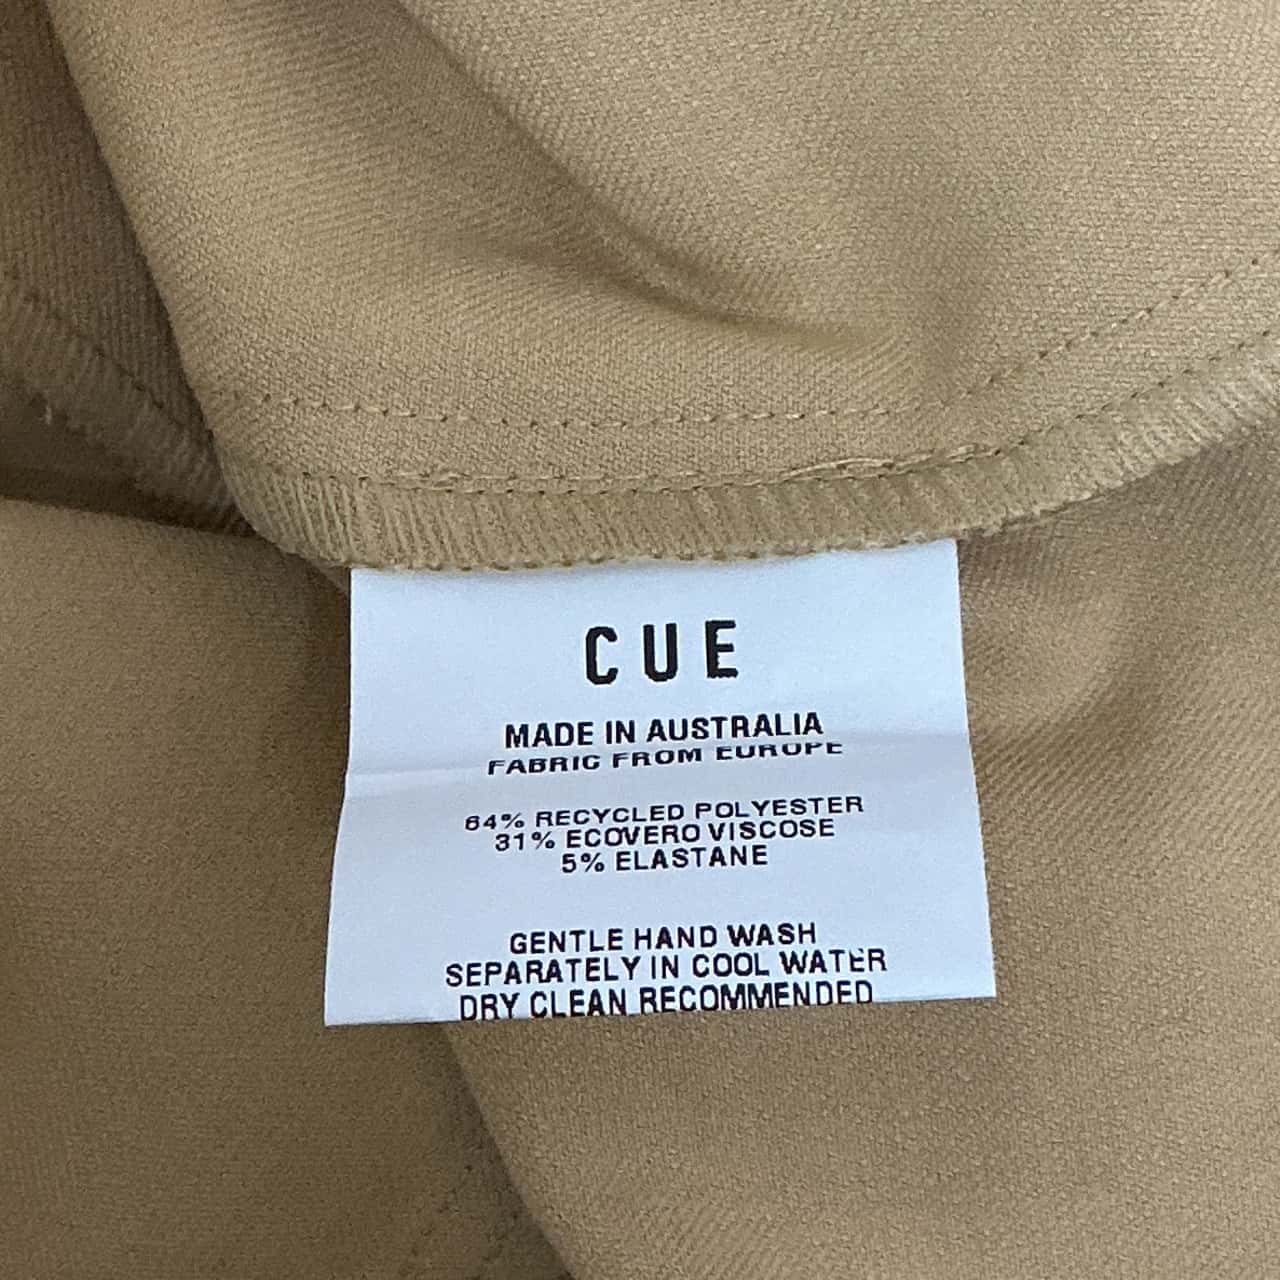 CUE
MADE IN AUSTRALIA
FABRIC FROM EUROPE
64% RECYCLED POLYESTER
31% ECOVERO VISCOSE
5% ELASTANE
GENTLE HAND WASH
SEPARATELY IN COOL WATER
DRY CLEAN RECOMMENDED